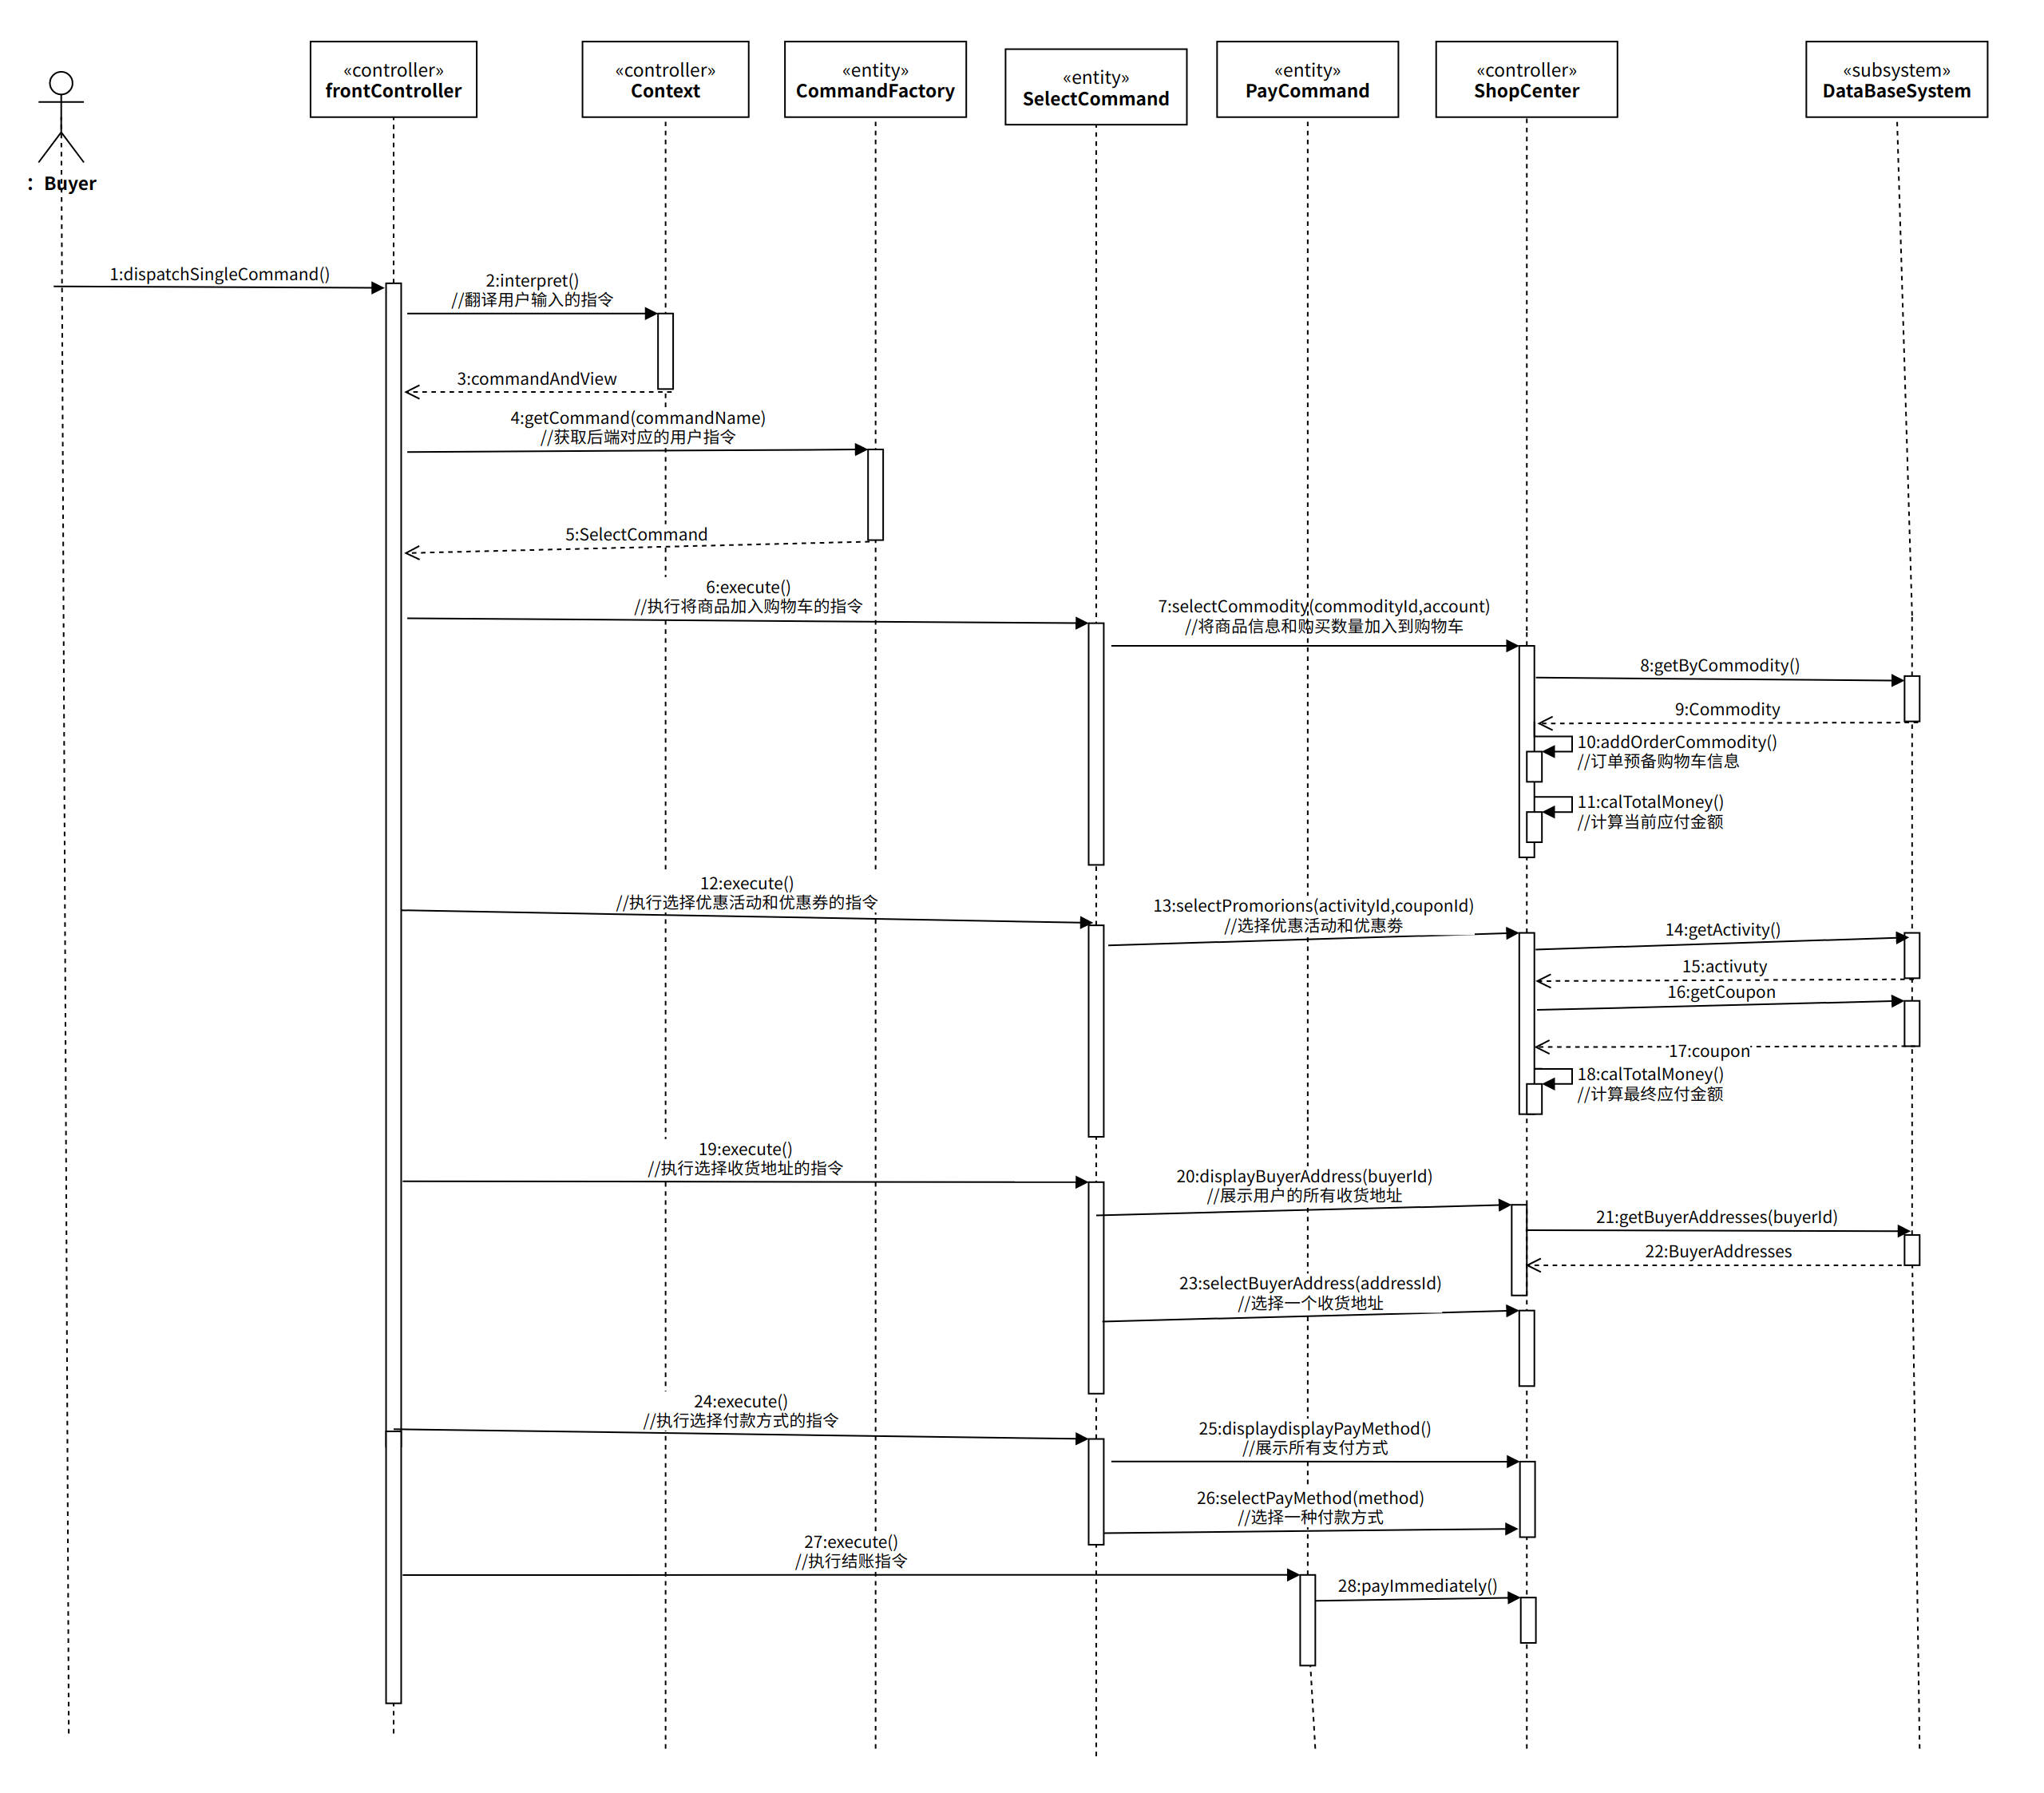 «controller»
frontController
«controller»
Context
«entity»
CommandFactory
«entity»
SelectCommand
«entity»
PayCommand
«controller»
ShopCenter
«subsystem»
DataBaseSystem
：Buyer
1:dispatchSingleCommand()
2:interpret()
//翻译用户输入的指令
3:commandAndView
4:getCommand(commandName)
//获取后端对应的用户指令
5:SelectCommand
6:execute()
//执行将商品加入购物车的指令
7:selectCommodity(commodityId,account)
//将商品信息和购买数量加入到购物车
8:getByCommodity()
9:Commodity
10:addOrderCommodity()
//订单预备购物车信息
11:calTotalMoney()
//计算当前应付金额
12:execute()
//执行选择优惠活动和优惠券的指令
13:selectPromorions(activityId,couponId)
//选择优惠活动和优惠劵
14:getActivity()
15:activuty
16:getCoupon
17:coupon
18:calTotalMoney()
//计算最终应付金额
19:execute()
//执行选择收货地址的指令
20:displayBuyerAddress(buyerId)
//展示用户的所有收货地址
21:getBuyerAddresses(buyerId)
22:BuyerAddresses
23:selectBuyerAddress(addressId)
//选择一个收货地址
24:execute()
//执行选择付款方式的指令
25:displaydisplayPayMethod()
//展示所有支付方式
26:selectPayMethod(method)
//选择一种付款方式
27:execute()
//执行结账指令
28:payImmediately()